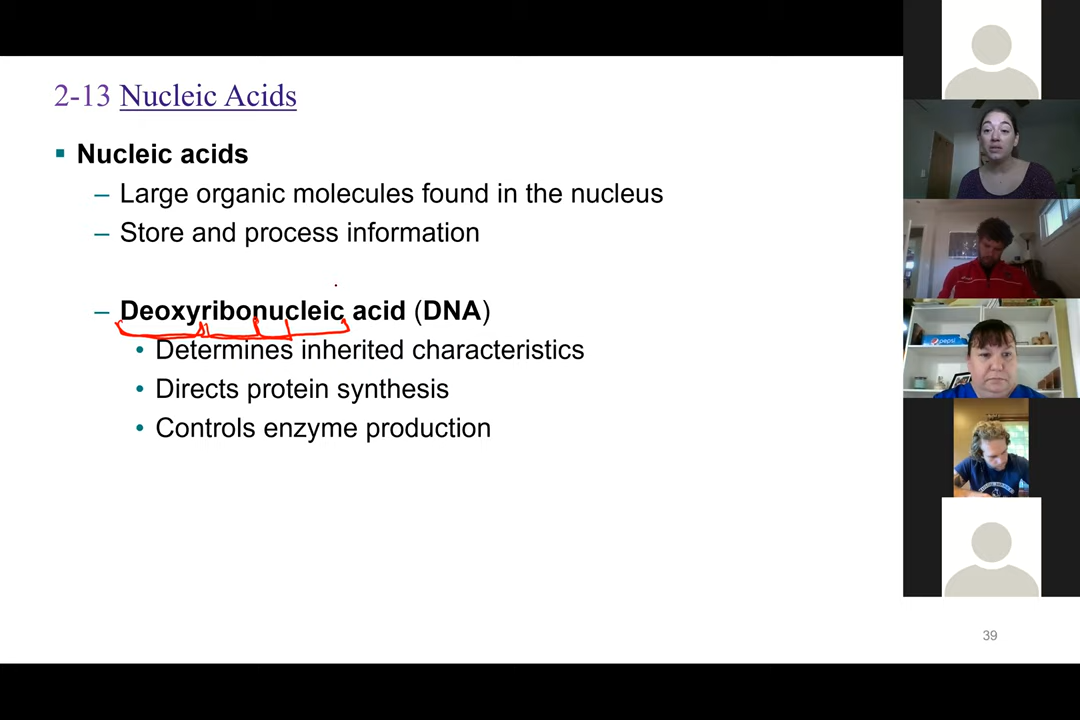 2-13 Nucleic Acids
▪ Nucleic acids
– Large organic molecules found in the nucleus
– Store and process information
– Deoxyribonucleic acid (DNA)
• Determines inherited characteristics
• Directs protein synthesis
• Controls enzyme production
pepsi
39